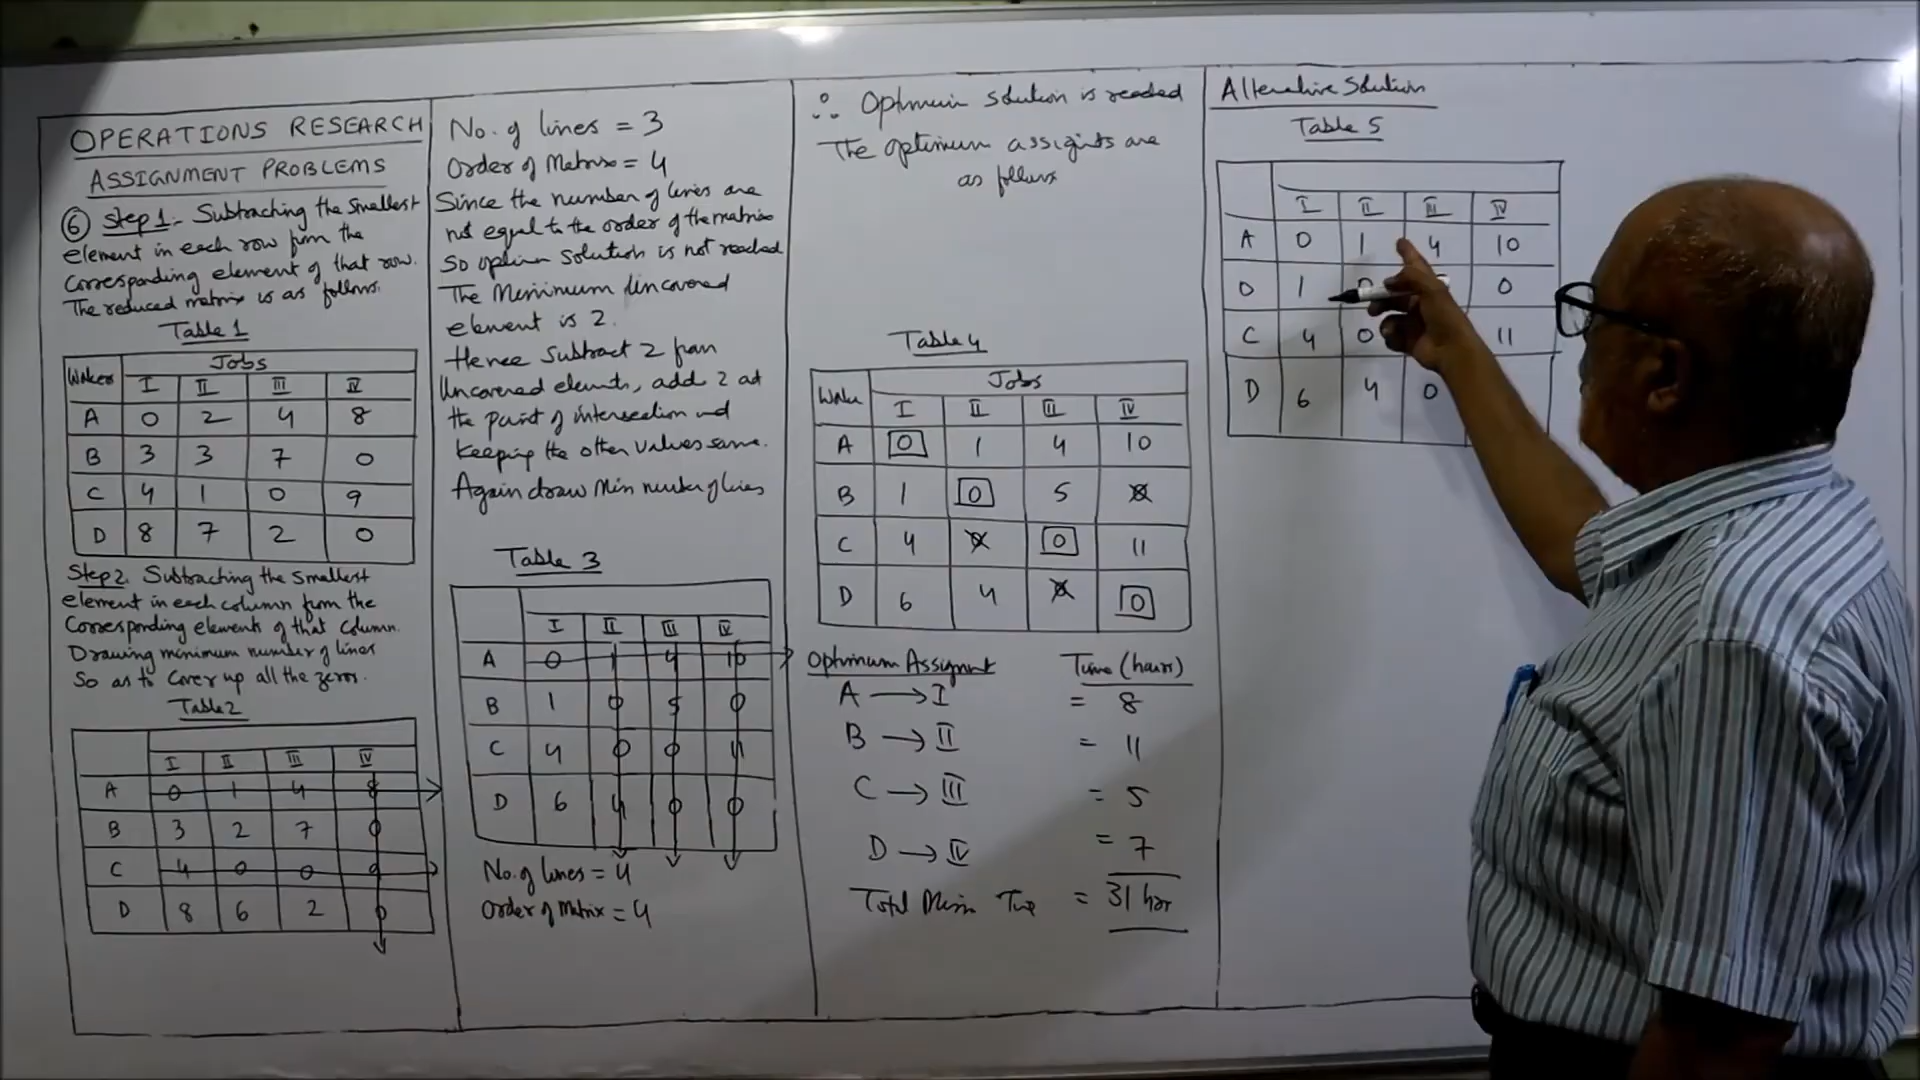 OPERATIONS RESEARCH
ASSIGNMENT PROBLEMS
⑥ Step 1- Subtracting the smallest
element in each row from the
corresponding element of that row.
The reduced matrix is as follows.
Table 1
Worker Jobs
I II III IV
A 0 2 4 8
B 3 3 7 0
C 4 1 0 9
D 8 7 2 0
Step 2. Subtracting the smallest
element in each column from the
corresponding elements of that column.
Drawing minimum number of lines
so as to cover up all the zeros.
Table 2
I II III IV
A 0 1 4 8
B 3 2 7 0
C 4 0 0 9
D 8 6 2 0
No. of lines = 3
Order of Matrix = 4
Since the number of lines are
not equal to the order of the matrix
So optimum solution is not reached
The Minimum uncovered
element is 2.
Hence Subtract 2 from
uncovered elements, add 2 at
the point of intersection and
keeping the other values same.
Again draw Min number of lines
Table 3
I II III IV
A 0 1 4 10
B 1 0 5 0
C 4 0 0 11
D 6 4 0 0
No. of lines = 4
Order of Matrix = 4
∴ Optimum solution is reached
The optimum assignts are
as follows
Table 4
Jobs
I II III IV
A 0 1 4 10
B 1 0 5 0
C 4 0 0 11
D 6 4 0 0
Optimum Assignt Time (hours)
A → I = 8
B → II = 11
C → III = 5
D → IV = 7
Total Min = 31 hrs
Alternative Solution
Table 5
I II III IV
A 0 1 4 10
1 0 0
C 4 0 11
D 6 4 0